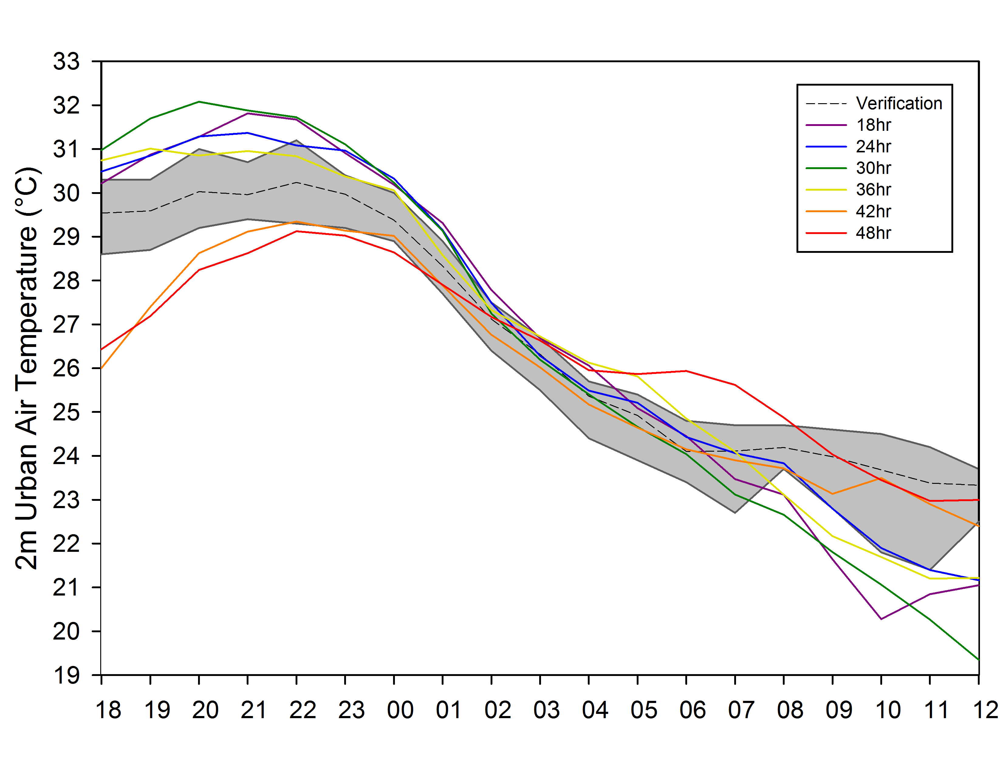 2m Urban Air Temperature (°C)
33
32
31
30
29
28
27
26
25
24
23
22
21
20
19
Verification
18hr
24hr
30hr
36hr
42hr
48hr
18 19 20 21 22 23 00 01 02 03 04 05 06 07 08 09 10 11 12